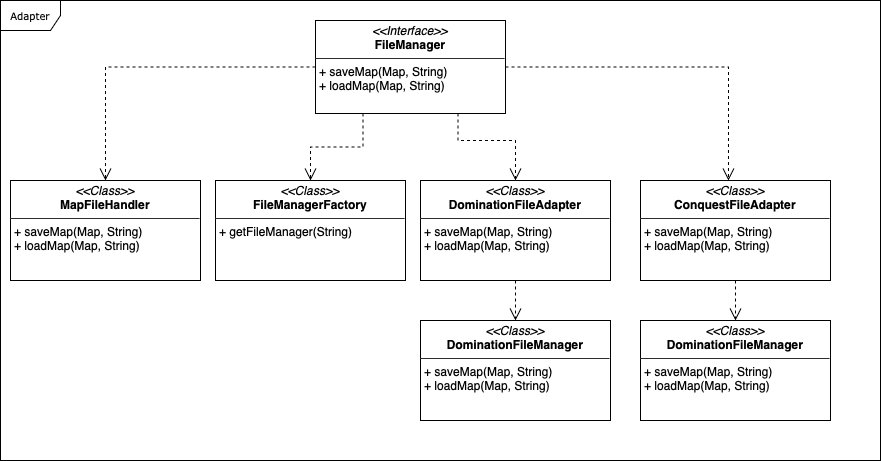 Adapter
<<Interface>>
FileManager
+ saveMap(Map, String)
+ loadMap(Map, String)
<<Class>>
MapFileHandler
+ saveMap(Map, String)
+ loadMap(Map, String)
<<Class>>
FileManagerFactory
+ getFileManager(String)
<<Class>>
DominationFileAdapter
+ saveMap(Map, String)
+ loadMap(Map, String)
<<Class>>
ConquestFileAdapter
+ saveMap(Map, String)
+ loadMap(Map, String)
<<Class>>
DominationFileManager
+ saveMap(Map, String)
+ loadMap(Map, String)
<<Class>>
DominationFileManager
+ saveMap(Map, String)
+ loadMap(Map, String)